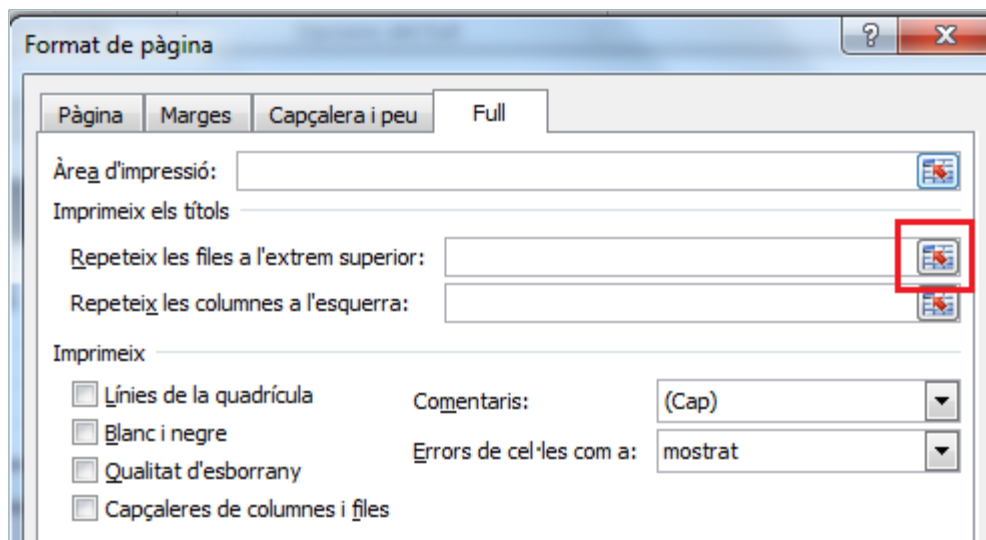 Format de pàgina
?
Pàgina Marges Capçalera i peu Full
Àrea d'impressió:
Imprimeix els títols
Repeteix les files a l'extrem superior:
Repeteix les columnes a l'esquerra:
Imprimeix
Línies de la quadrícula
Comentaris: (Cap)
Blanc i negre
Errors de cel·les com a: mostrat
Qualitat d'esborrany
Capçaleres de columnes i files